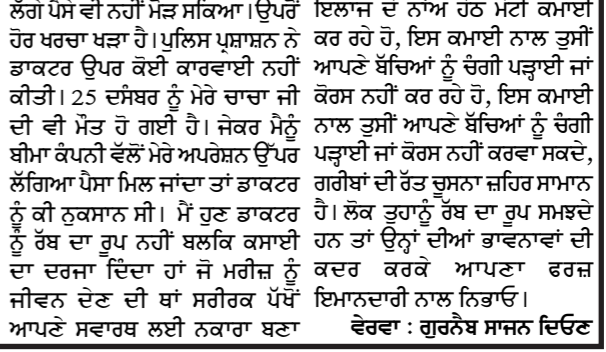 ਲੱਗੇ ਪੈਸੇ ਵੀ ਨਹੀਂ ਮੋੜ ਸਕਿਆ। ਉਪਰੋਂ
ਹੋਰ ਖਰਚਾ ਖੜਾ ਹੈ। ਪੁਲਿਸ ਪ੍ਰਸ਼ਾਸ਼ਨ ਨੇ
ਡਾਕਟਰ ਉਪਰ ਕੋਈ ਕਾਰਵਾਈ ਨਹੀਂ
ਕੀਤੀ। 25 ਦਸੰਬਰ ਨੂੰ ਮੇਰੇ ਚਾਚਾ ਜੀ
ਦੀ ਵੀ ਮੌਤ ਹੋ ਗਈ ਹੈ। ਜੇਕਰ ਮੈਨੂੰ
ਬੀਮਾ ਕੰਪਨੀ ਵੱਲੋਂ ਮੇਰੇ ਅਪਰੇਸ਼ਨ ਉੱਪਰ
ਲੱਗਿਆ ਪੈਸਾ ਮਿਲ ਜਾਂਦਾ ਤਾਂ ਡਾਕਟਰ
ਨੂੰ ਕੀ ਨੁਕਸਾਨ ਸੀ। ਮੈਂ ਹੁਣ ਡਾਕਟਰ
ਨੂੰ ਰੱਬ ਦਾ ਰੂਪ ਨਹੀਂ ਬਲਕਿ ਕਸਾਈ
ਦਾ ਦਰਜਾ ਦਿੰਦਾ ਹਾਂ ਜੋ ਮਰੀਜ਼ ਨੂੰ
ਜੀਵਨ ਦੇਣ ਦੀ ਥਾਂ ਸਰੀਰਕ ਪੱਖੋਂ
ਆਪਣੇ ਸਵਾਰਥ ਲਈ ਨਕਾਰਾ ਬਣਾ
ਇਲਾਜ ਦੇ ਨਾਂਅ ਹੇਠ ਮੋਟੀ ਕਮਾਈ
ਕਰ ਰਹੇ ਹੋ, ਇਸ ਕਮਾਈ ਨਾਲ ਤੁਸੀਂ
ਆਪਣੇ ਬੱਚਿਆਂ ਨੂੰ ਚੰਗੀ ਪੜ੍ਹਾਈ ਜਾਂ
ਕੋਰਸ ਨਹੀਂ ਕਰ ਰਹੇ ਹੋ, ਇਸ ਕਮਾਈ
ਨਾਲ ਤੁਸੀਂ ਆਪਣੇ ਬੱਚਿਆਂ ਨੂੰ ਚੰਗੀ
ਪੜ੍ਹਾਈ ਜਾਂ ਕੋਰਸ ਨਹੀਂ ਕਰਵਾ ਸਕਦੇ,
ਗਰੀਬਾਂ ਦੀ ਰੱਤ ਚੂਸਨਾ ਜ਼ਹਿਰ ਸਾਮਾਨ
ਹੈ। ਲੋਕ ਤੁਹਾਨੂੰ ਰੱਬ ਦਾ ਰੂਪ ਸਮਝਦੇ
ਹਨ ਤਾਂ ਉਨ੍ਹਾਂ ਦੀਆਂ ਭਾਵਨਾਵਾਂ ਦੀ
ਕਦਰ ਕਰਕੇ ਆਪਣਾ ਫਰਜ਼
ਇਮਾਨਦਾਰੀ ਨਾਲ ਨਿਭਾਓ।
ਵੇਰਵਾ : ਗੁਰਨੈਬ ਸਾਜਨ ਦਿਓਣ